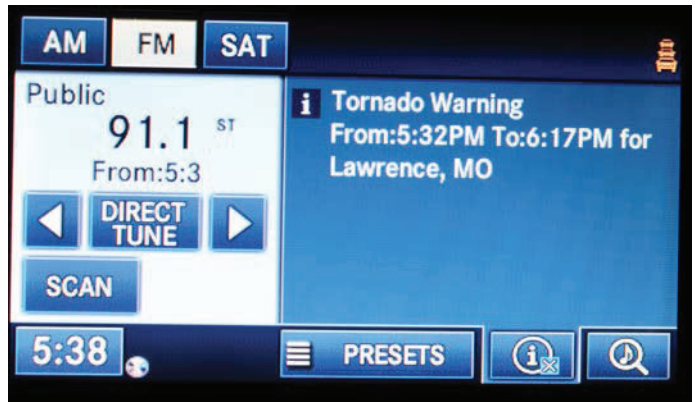 AM FM SAT
Public
91.1 ST
From:5:3
DIRECT
TUNE
SCAN
i Tornado Warning
From:5:32PM To:6:17PM for
Lawrence, MO
5:38
PRESETS
i